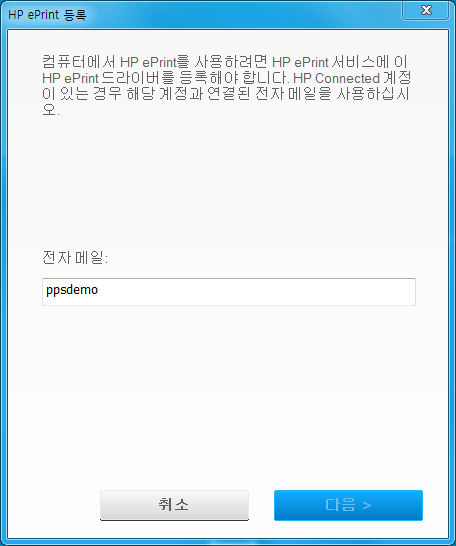 HP ePrint 등록
컴퓨터에서 HP ePrint를 사용하려면 HP ePrint 서비스에 이
HP ePrint 드라이버를 등록해야 합니다. HP Connected 계정
이 있는 경우 해당 계정과 연결된 전자 메일을 사용하십시
오.
전자 메일:
ppsdemo
취소
다음 >